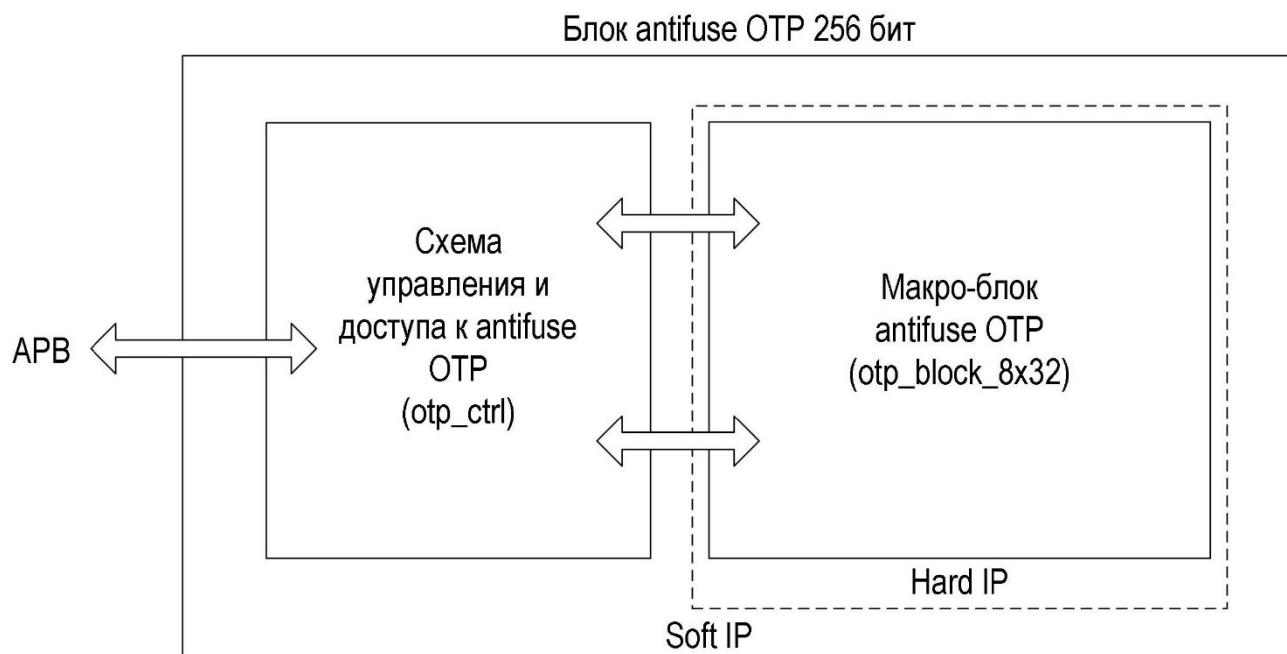 Блок antifuse OTP 256 бит
APB
Схема
управления и
доступа к antifuse
OTP
(otp_ctrl)
Макро-блок
antifuse OTP
(otp_block_8x32)
Hard IP
Soft IP